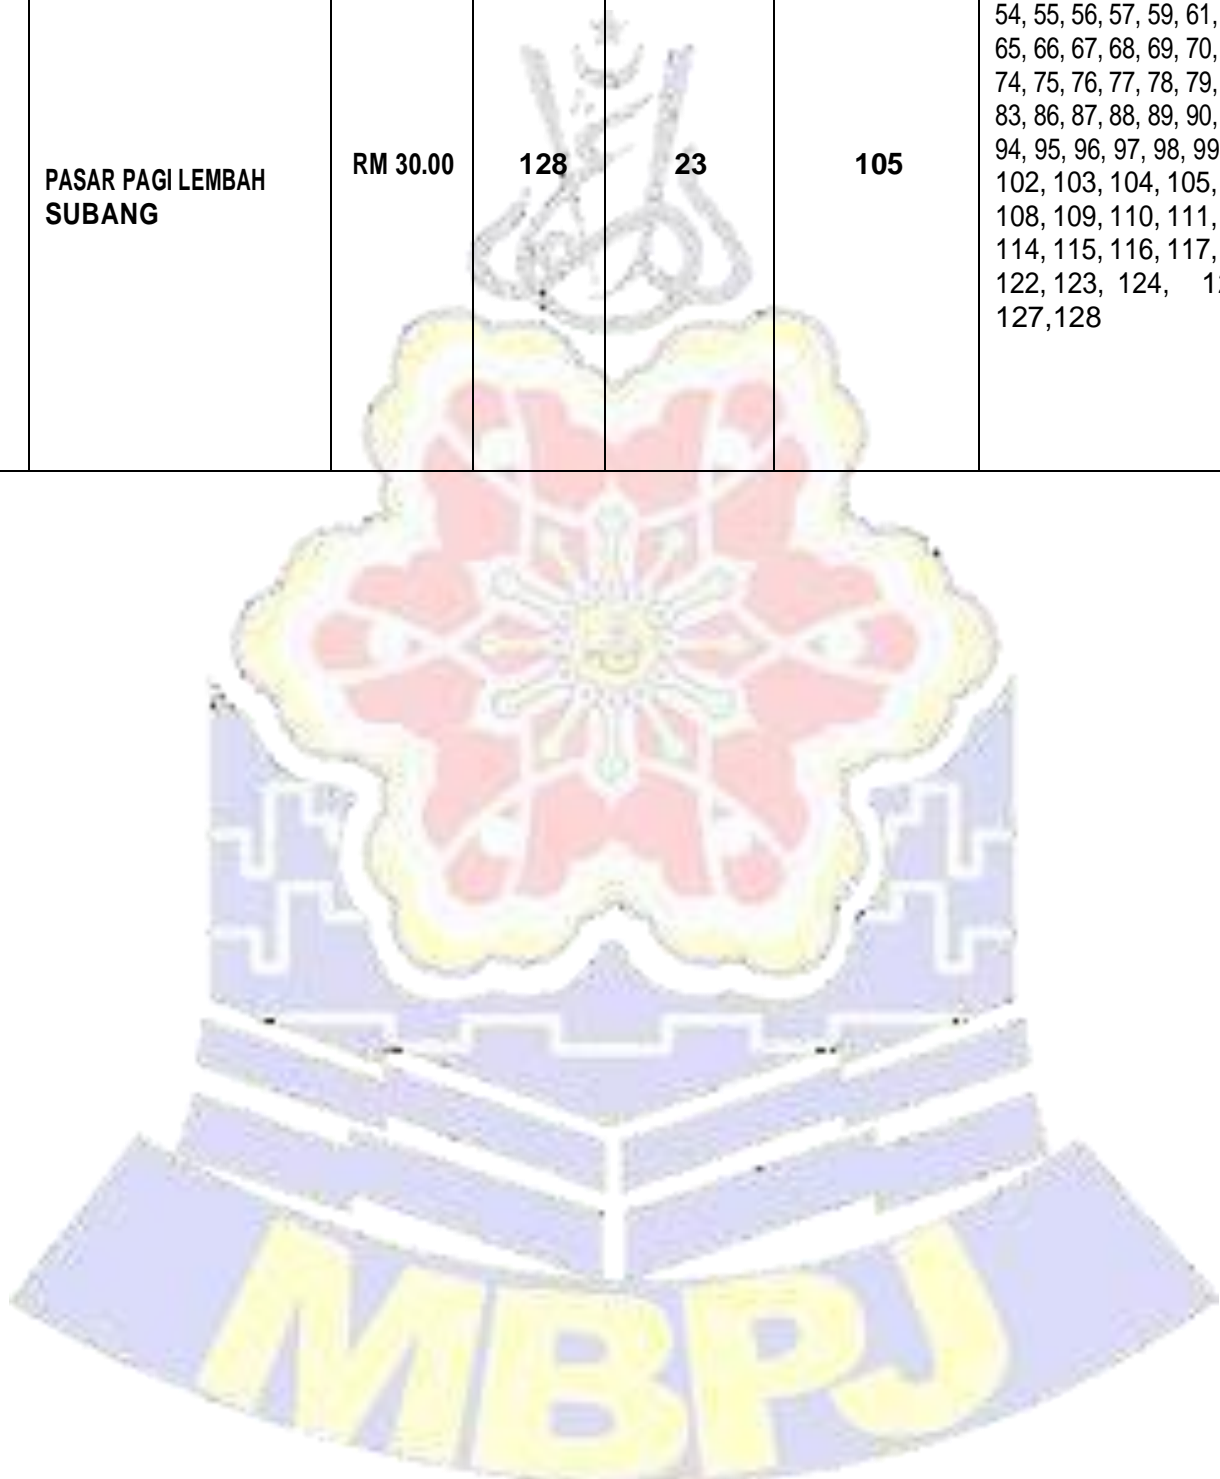 54, 55, 56, 57, 59, 61,
65, 66, 67, 68, 69, 70,
74, 75, 76, 77, 78, 79,
83, 86, 87, 88, 89, 90,
94, 95, 96, 97, 98, 99
102, 103, 104, 105,
108, 109, 110, 111,
114, 115, 116, 117,
122, 123, 124,
127,128
PASAR PAGI LEMBAH
SUBANG
RM 30.00
128
23
105
MBPJ